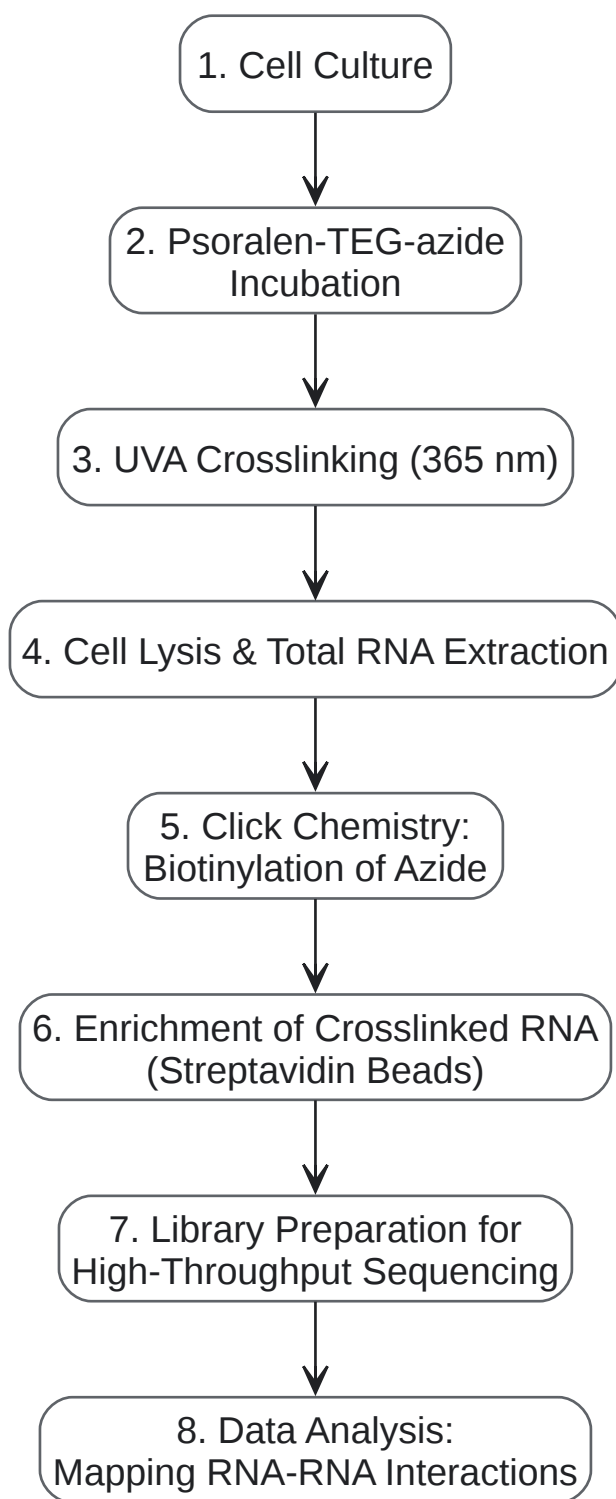 1. Cell Culture
2. Psoralen-TEG-azide
Incubation
3. UVA Crosslinking (365 nm)
4. Cell Lysis & Total RNA Extraction
5. Click Chemistry:
Biotinylation of Azide
6. Enrichment of Crosslinked RNA
(Streptavidin Beads)
7. Library Preparation for
High-Throughput Sequencing
8. Data Analysis:
Mapping RNA-RNA Interactions